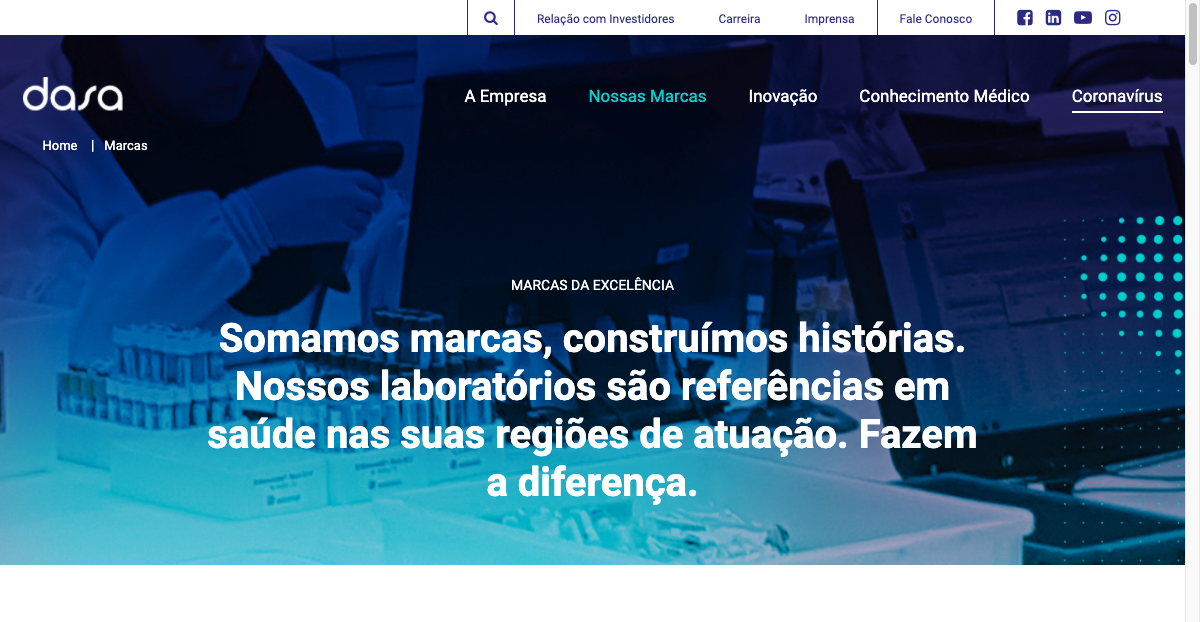 Relação com Investidores
Carreira
Imprensa
Fale Conosco
dasa
A Empresa
Nossas Marcas
Inovação
Conhecimento Médico
Coronavírus
Home | Marcas
MARCAS DA EXCELÊNCIA
Somamos marcas, construímos histórias.
Nossos laboratórios são referências em
saúde nas suas regiões de atuação. Fazem
a diferença.